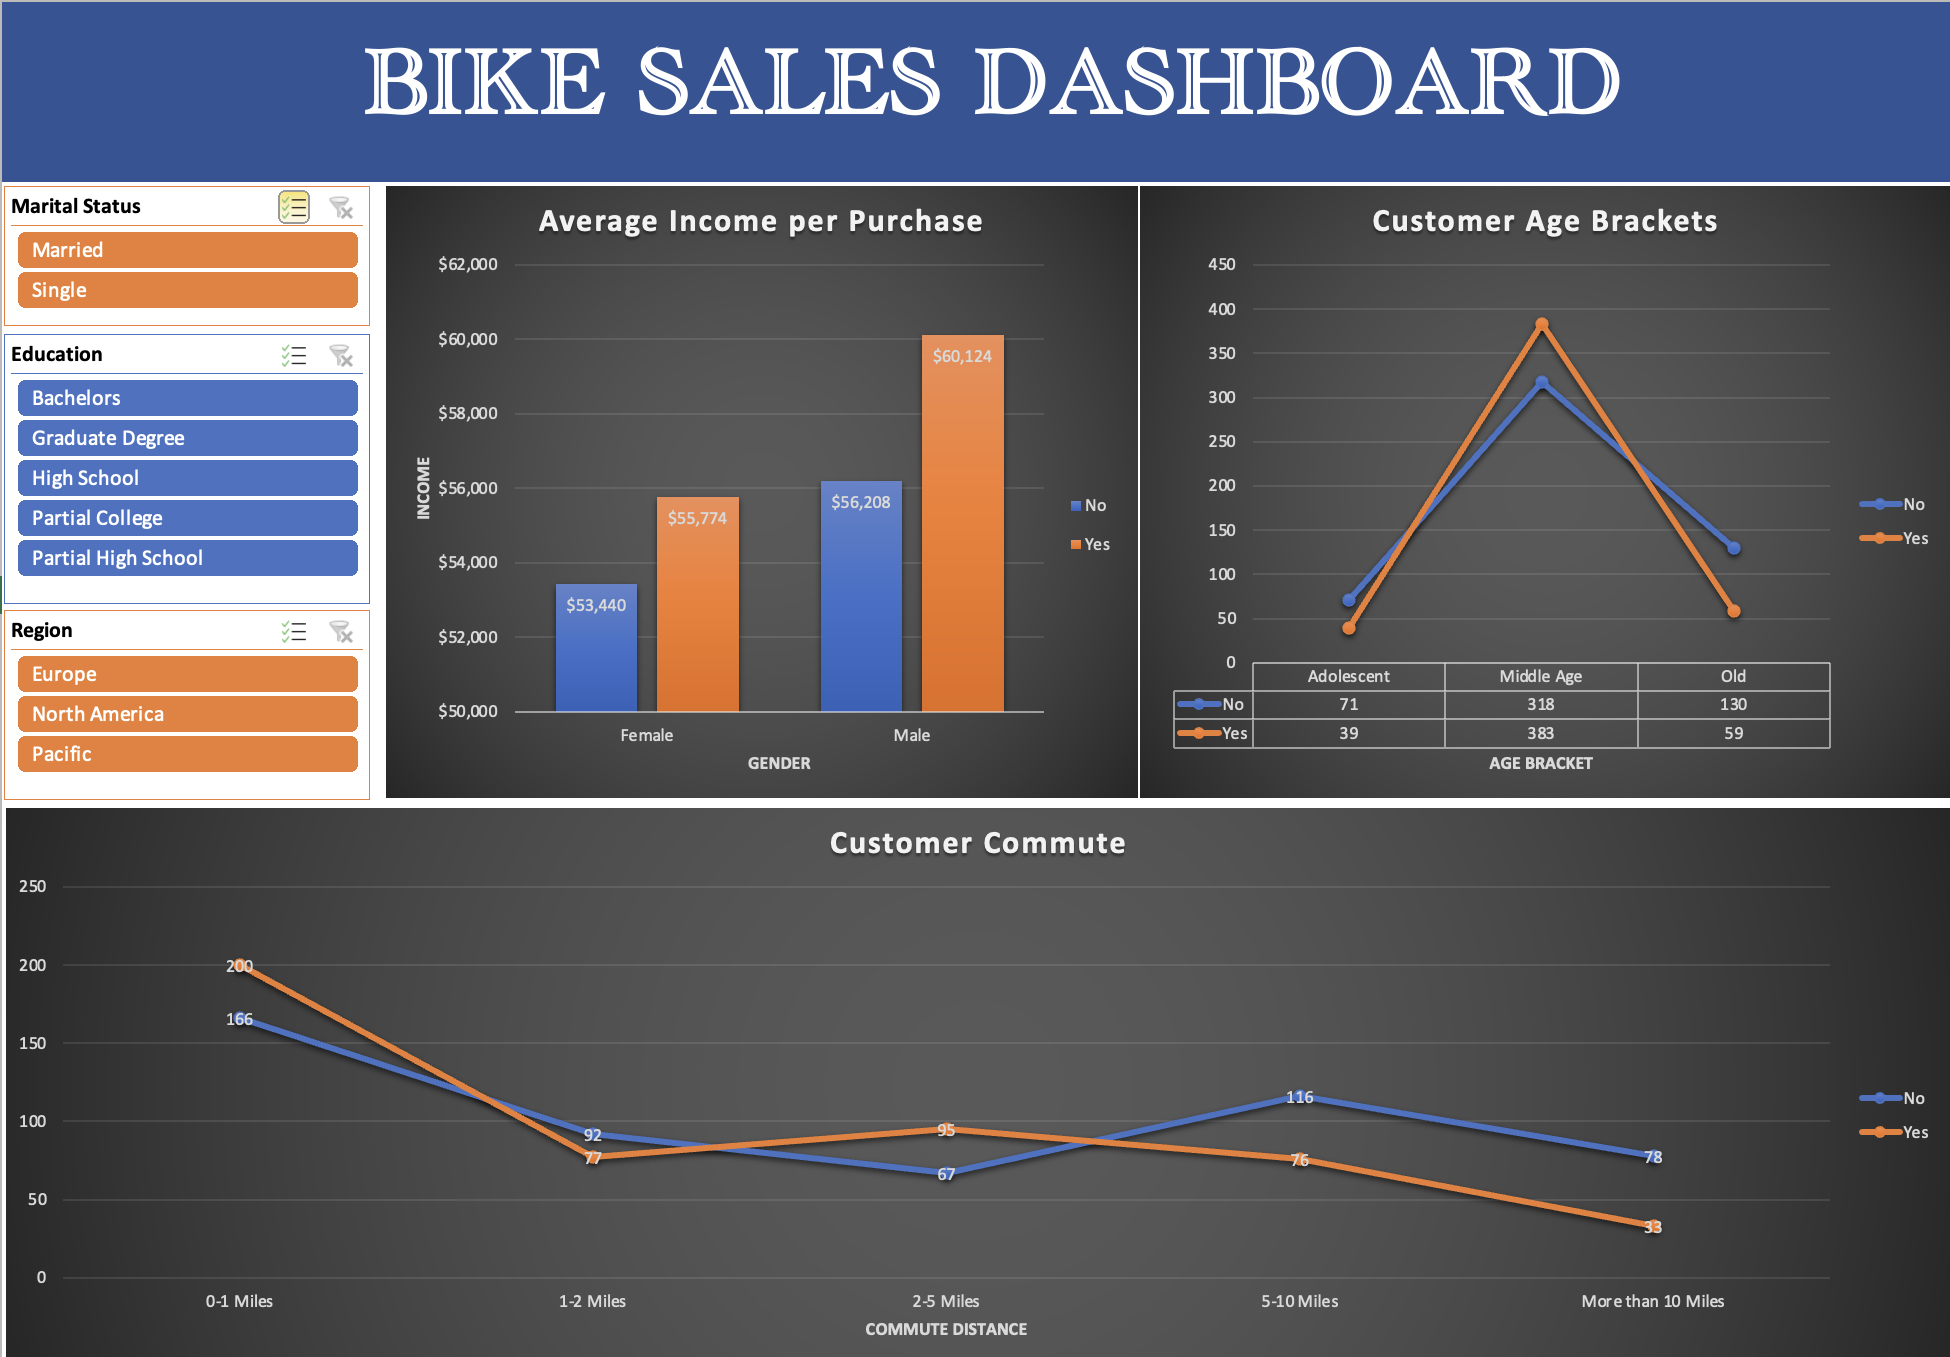 BIKE SALES DASHBOARD
Marital Status
Married
Single
Education
Bachelors
Graduate Degree
High School
Partial College
Partial High School
Region
Europe
North America
Pacific
Average Income per Purchase
$62,000
$60,000
$58,000
$56,000
$54,000
$52,000
$50,000
INCOME
$53,440
$55,774
$56,208
$60,124
Female Male
GENDER
No
Yes
Customer Age Brackets
450
400
350
300
250
200
150
100
50
0
Adolescent Middle Age Old
No 71 318 130
Yes 39 383 59
AGE BRACKET
No
Yes
Customer Commute
250
200
150
100
50
0
200
166
92
77
95
67
116
76
78
33
0-1 Miles 1-2 Miles 2-5 Miles 5-10 Miles More than 10 Miles
COMMUTE DISTANCE
No
Yes